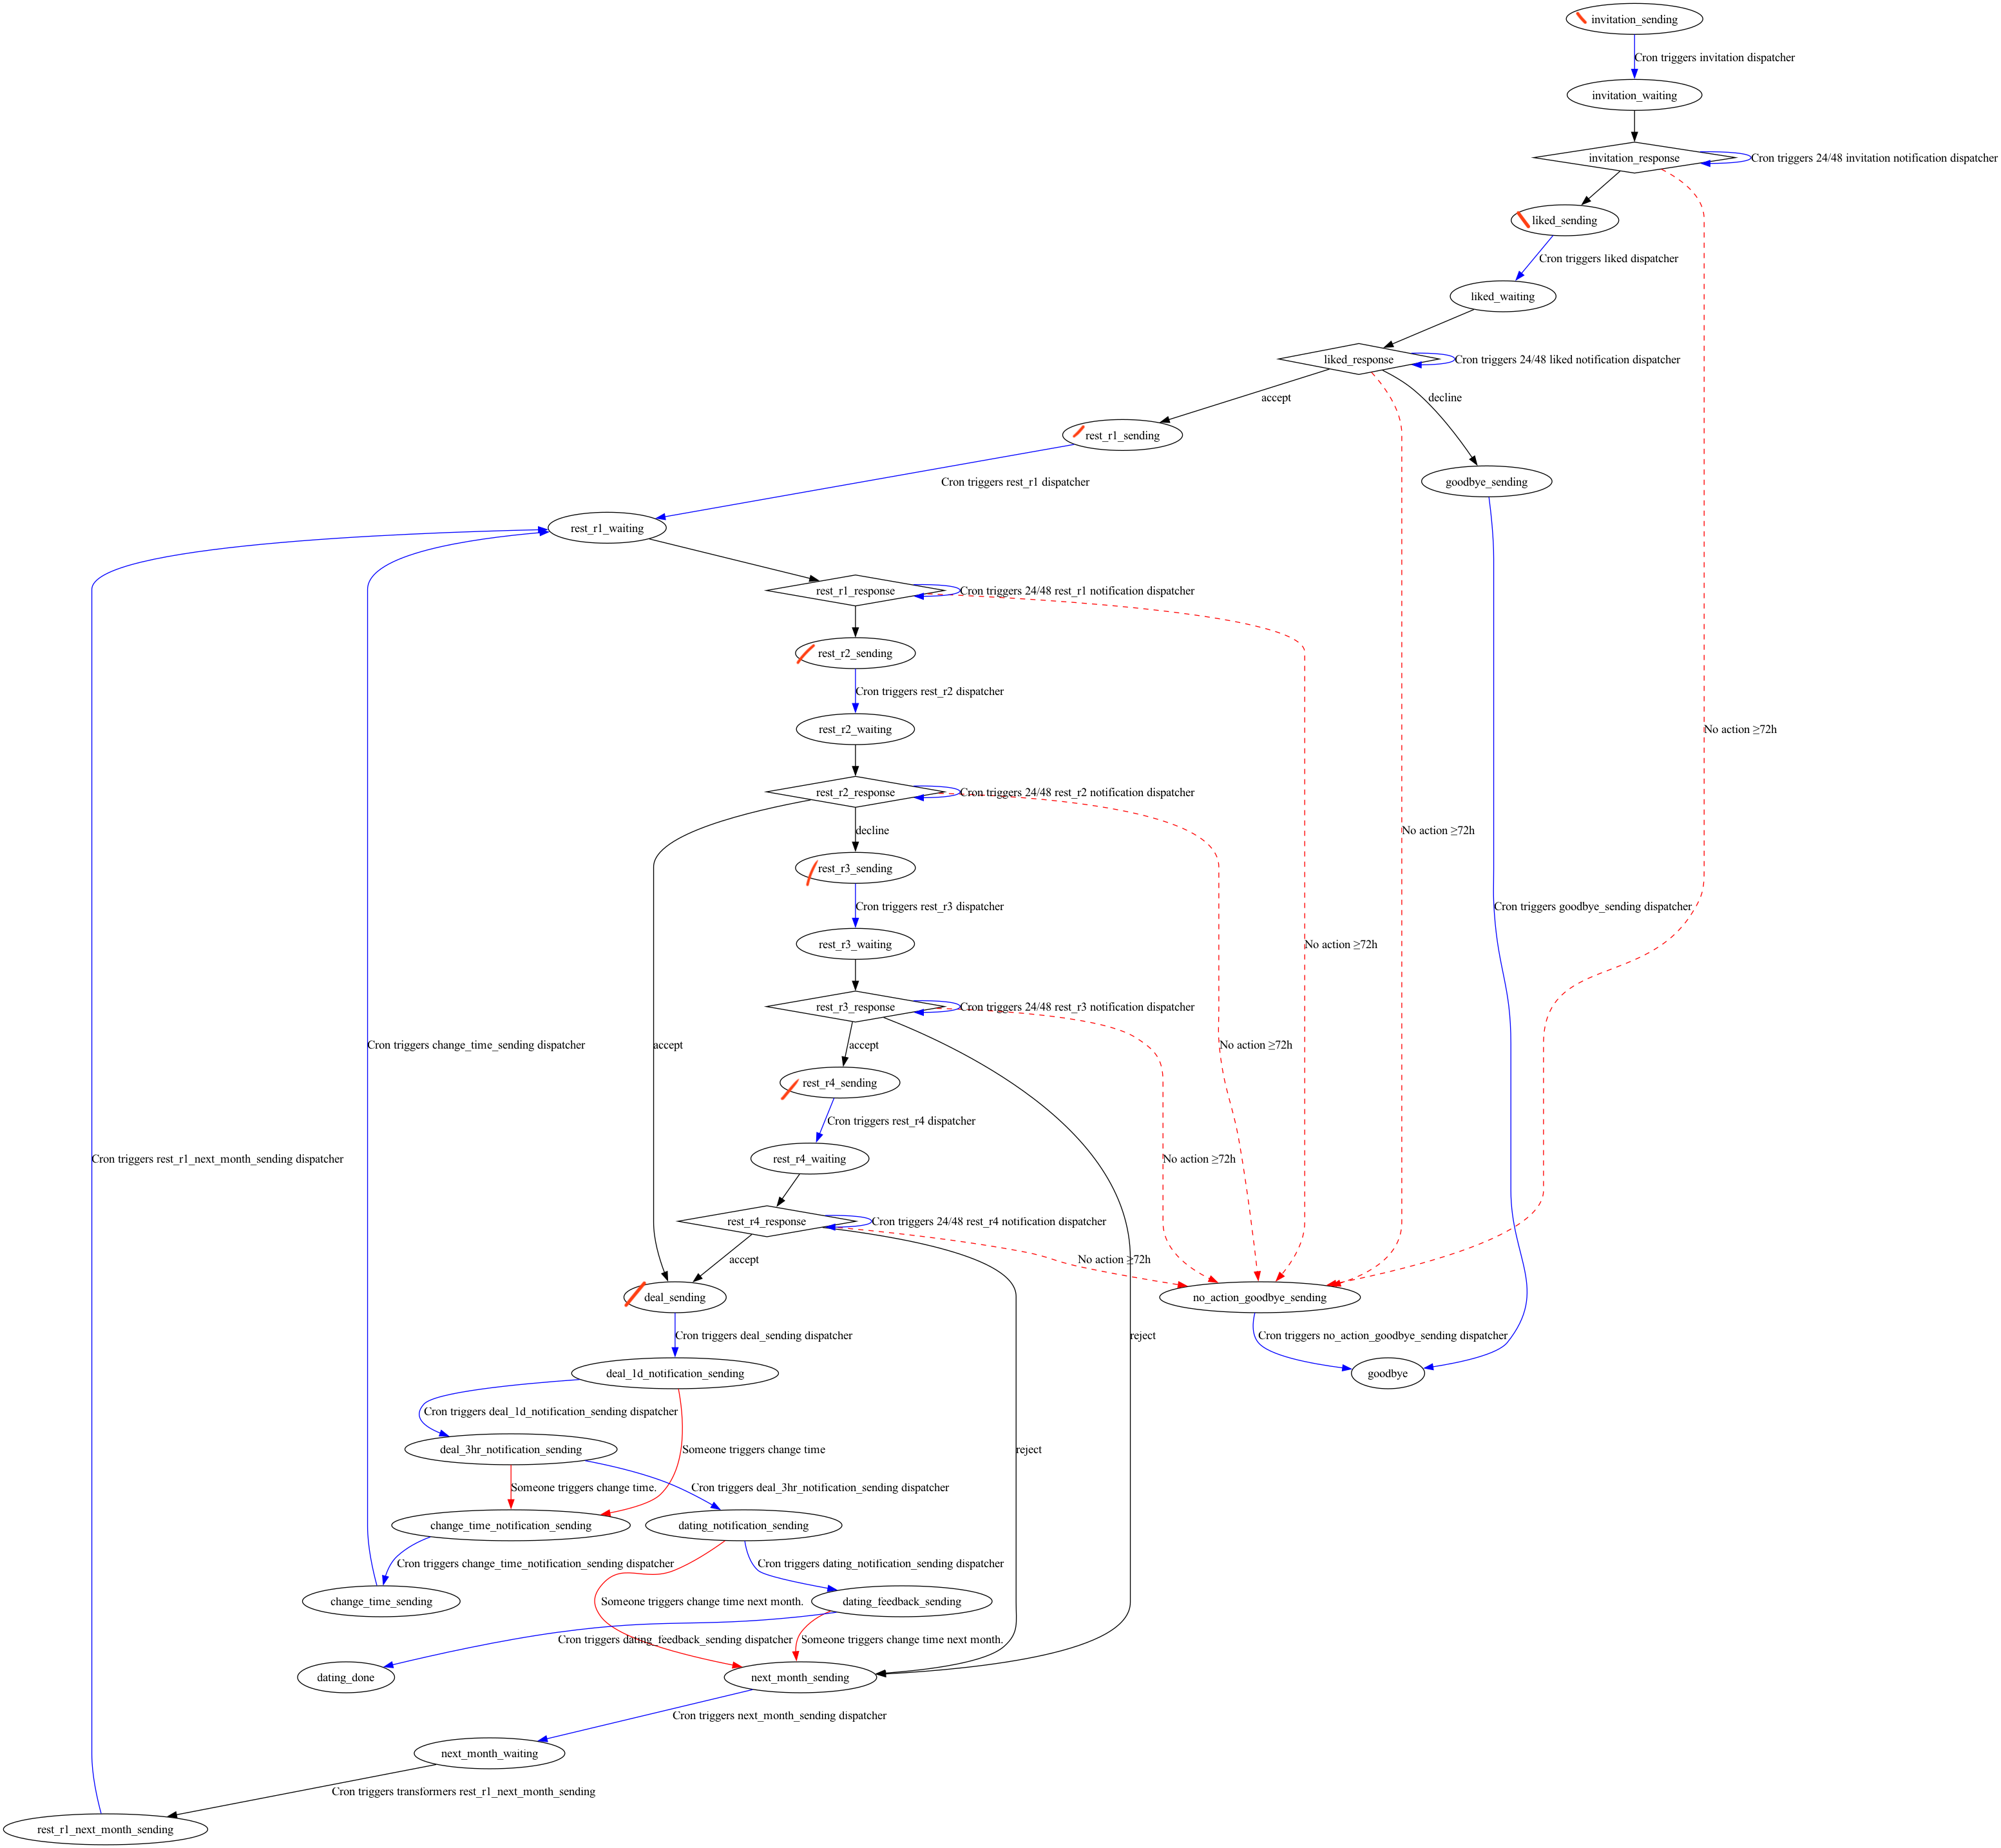 invitation_sending
Cron triggers invitation dispatcher
invitation_waiting
invitation_response
Cron triggers 24/48 invitation notification dispatcher
liked_sending
Cron triggers liked dispatcher
liked_waiting
liked_response
Cron triggers 24/48 liked notification dispatcher
accept
decline
rest_r1_sending
goodbye_sending
Cron triggers rest_r1 dispatcher
rest_r1_waiting
rest_r1_response
Cron triggers 24/48 rest_r1 notification dispatcher
rest_r2_sending
Cron triggers rest_r2 dispatcher
rest_r2_waiting
No action ≥72h
rest_r2_response
Cron triggers 24/48 rest_r2 notification dispatcher
decline
No action ≥72h
rest_r3_sending
Cron triggers rest_r3 dispatcher
Cron triggers goodbye_sending dispatcher
rest_r3_waiting
No action ≥72h
rest_r3_response
Cron triggers 24/48 rest_r3 notification dispatcher
Cron triggers change_time_sending dispatcher
accept
accept
No action ≥72h
rest_r4_sending
Cron triggers rest_r4 dispatcher
Cron triggers rest_r1_next_month_sending dispatcher
rest_r4_waiting
No action ≥72h
rest_r4_response
Cron triggers 24/48 rest_r4 notification dispatcher
accept
No action ≥72h
deal_sending
no_action_goodbye_sending
Cron triggers deal_sending dispatcher
reject
Cron triggers no_action_goodbye_sending dispatcher
deal_1d_notification_sending
goodbye
Cron triggers deal_1d_notification_sending dispatcher
deal_3hr_notification_sending
Someone triggers change time
reject
Someone triggers change time.
Cron triggers deal_3hr_notification_sending dispatcher
change_time_notification_sending
dating_notification_sending
Cron triggers change_time_notification_sending dispatcher
Cron triggers dating_notification_sending dispatcher
change_time_sending
Someone triggers change time next month.
dating_feedback_sending
Cron triggers dating_feedback_sending dispatcher
Someone triggers change time next month.
dating_done
next_month_sending
Cron triggers next_month_sending dispatcher
next_month_waiting
Cron triggers transformers rest_r1_next_month_sending
rest_r1_next_month_sending